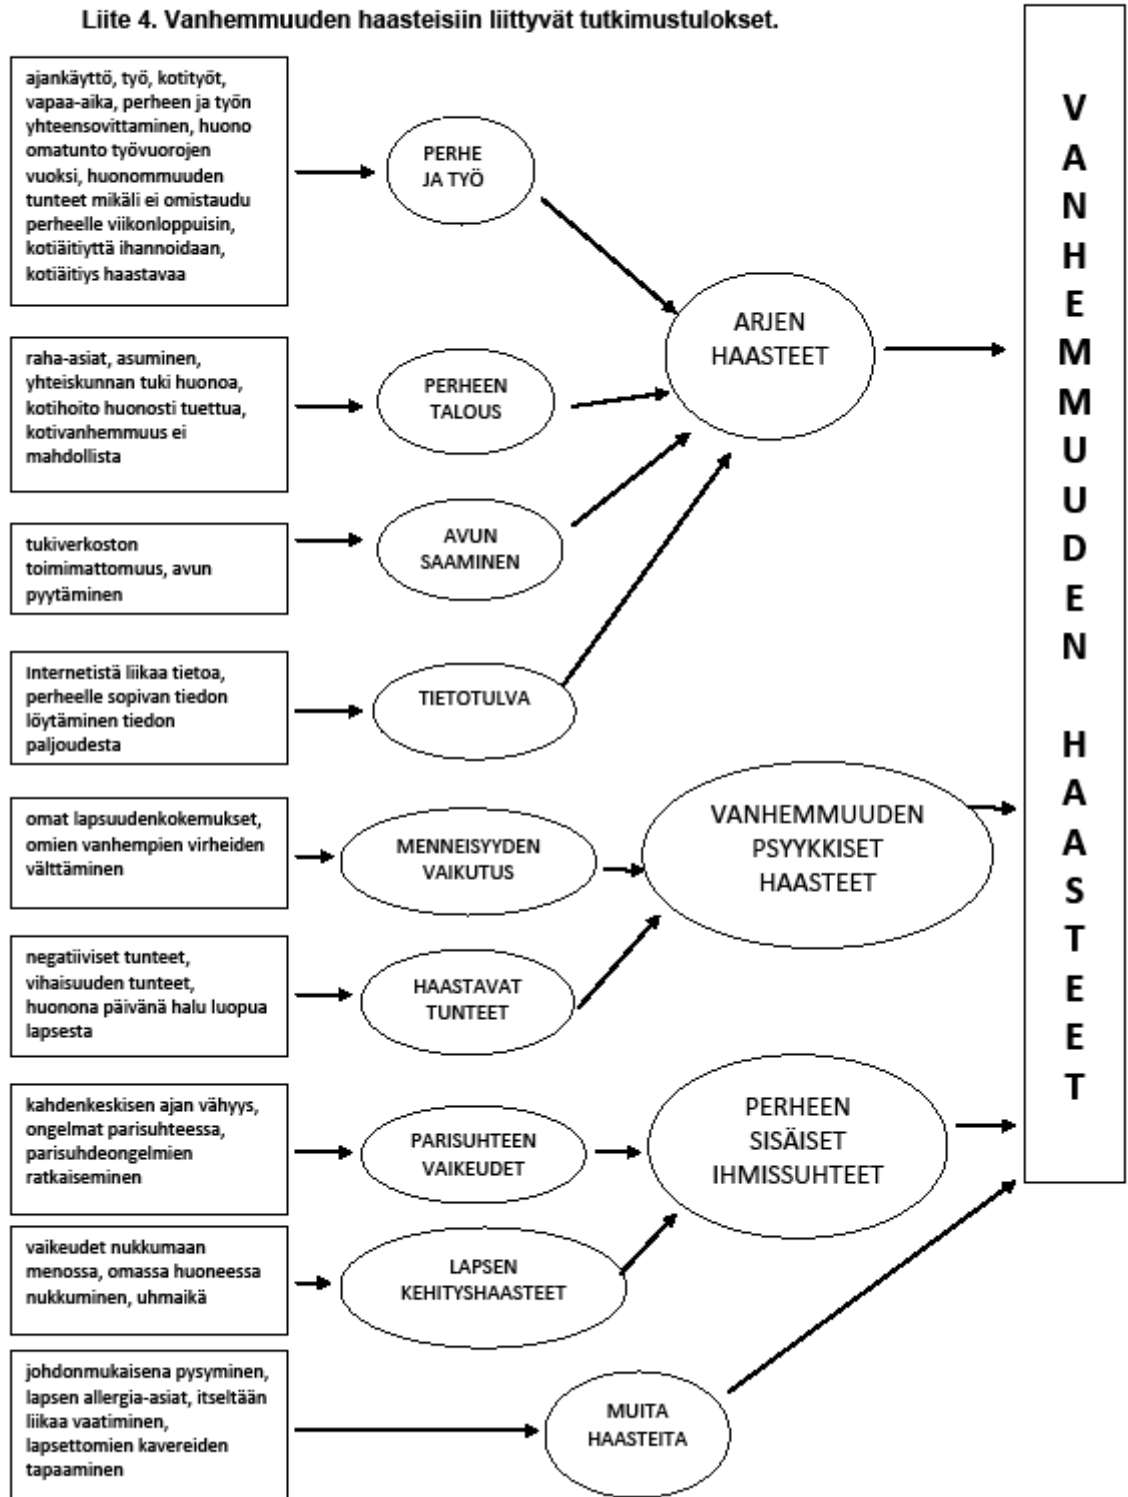 Liite 4. Vanhemmuuden haasteisiin liittyvät tutkimustulokset.
ajankäyttö, työ, kotityöt,
vapaa-aika, perheen ja työn
yhteensovittaminen, huono
omatunto työvuorojen
vuoksi, huonommuuden
tunteet mikäli ei omistaudu
perheelle viikonloppuisin,
kotiäitiyttä ihannoidaan,
kotiäitiys haastavaa
PERHE
JA TYÖ
raha-asiat, asuminen,
yhteiskunnan tuki huonoa,
kotihoito huonosti tuettua,
kotivanhemmuus ei
mahdollista
PERHEEN
TALOUS
tukiverkoston
toimimattomuus, avun
pyytäminen
AVUN
SAAMINEN
Internetistä liikaa tietoa,
perheelle sopivan tiedon
löytäminen tiedon
paljoudesta
TIETOTULVA
ARJEN
HAASTEET
omat lapsuudenkokemukset,
omien vanhempien virheiden
välttäminen
MENNEISYYDEN
VAIKUTUS
negatiiviset tunteet,
vihaisuuden tunteet,
huonona päivänä halu luopua
lapsesta
HAASTAVAT
TUNTEET
VANHEMMUUDEN
PSYYKKISET
HAASTEET
kahdenkeskisen ajan vähyys,
ongelmat parisuhteessa,
parisuhdeongelmien
ratkaiseminen
PARISUHTEEN
VAIKEUDET
vaikeudet nukkumaan
menossa, omassa huoneessa
nukkuminen, uhmaikä
LAPSEN
KEHITYSHAASTEET
PERHEEN
SISÄISET
IHMISSUHTEET
johdonmukaisena pysyminen,
lapsen allergia-asiat, itseltään
liikaa vaatiminen,
lapsettomien kavereiden
tapaaminen
MUITA
HAASTEITA
VANHEMMUUDEN HAASTEET